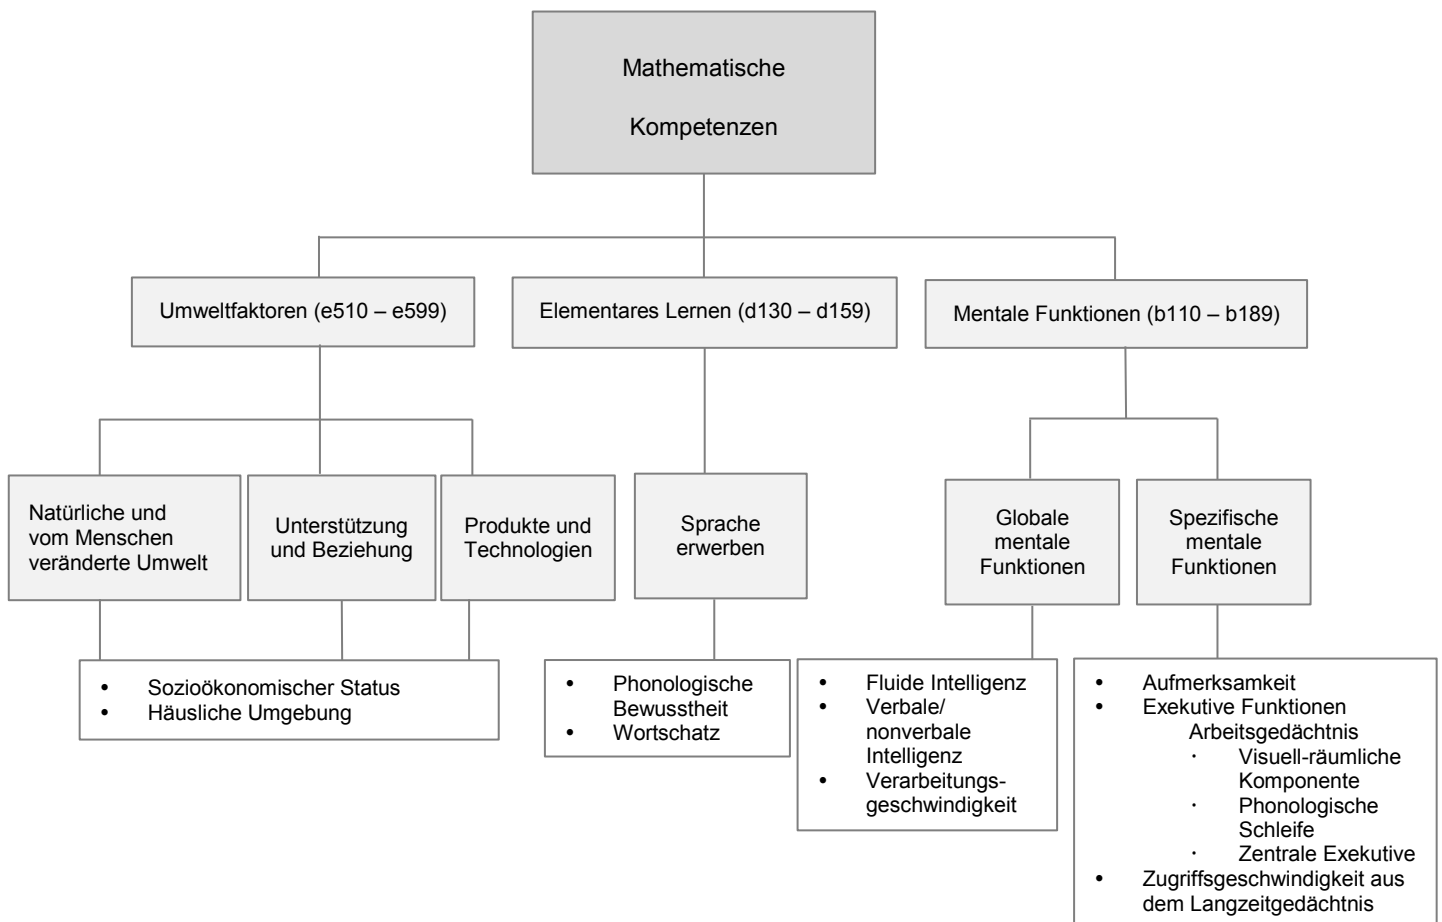 Mathematische
Kompetenzen
Umweltfaktoren (e510 – e599)
Elementares Lernen (d130 – d159)
Mentale Funktionen (b110 – b189)
Natürliche und
vom Menschen
veränderte Umwelt
Unterstützung
und Beziehung
Produkte und
Technologien
Sprache
erwerben
Globale
mentale
Funktionen
Spezifische
mentale
Funktionen
• Sozioökonomischer Status
• Häusliche Umgebung
• Phonologische
Bewusstheit
• Wortschatz
• Fluide Intelligenz
• Verbale/
nonverbale
Intelligenz
• Verarbeitungs-
geschwindigkeit
• Aufmerksamkeit
• Exekutive Funktionen
Arbeitsgedächtnis
· Visuell-räumliche
Komponente
· Phonologische
Schleife
· Zentrale Exekutive
• Zugriffsgeschwindigkeit aus
dem Langzeitgedächtnis